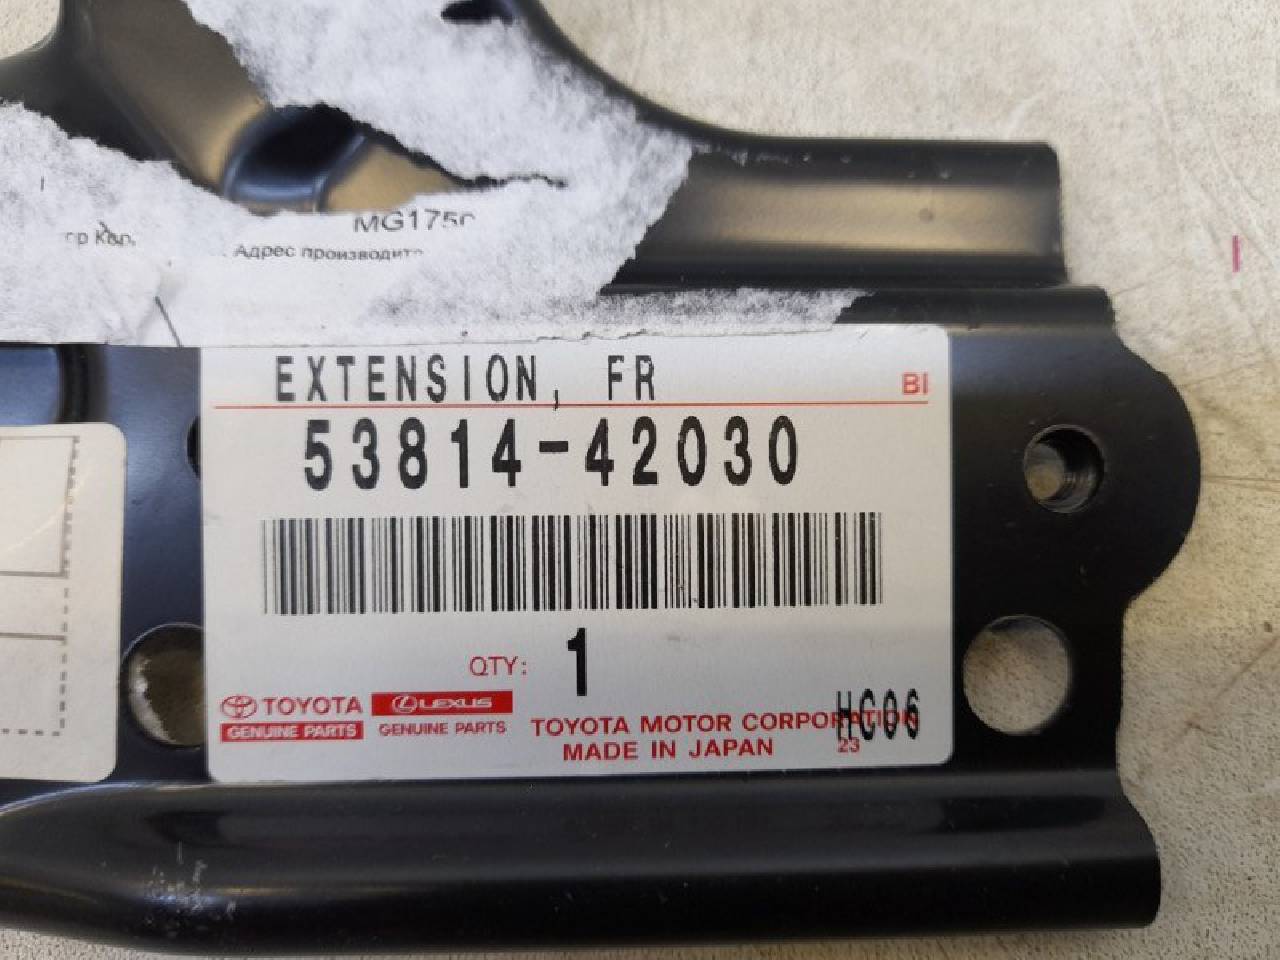 MG175
Адрес производит
EXTENSION, FR
BI
53814-42030
QTY: 1
TOYOTA
GENUINE PARTS
LEXUS
GENUINE PARTS
TOYOTA MOTOR CORPORATION
HC06
MADE IN JAPAN
23